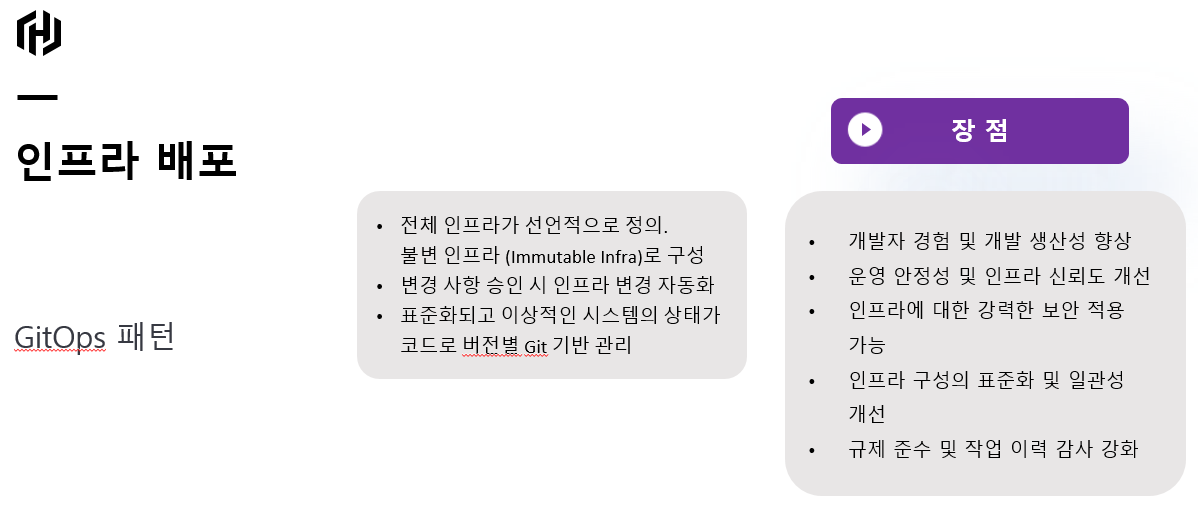 인프라 배포
GitOps 패턴
• 전체 인프라가 선언적으로 정의.
불변 인프라 (Immutable Infra)로 구성
• 변경 사항 승인 시 인프라 변경 자동화
• 표준화되고 이상적인 시스템의 상태가
코드로 버전별 Git 기반 관리
장 점
• 개발자 경험 및 개발 생산성 향상
• 운영 안정성 및 인프라 신뢰도 개선
• 인프라에 대한 강력한 보안 적용
가능
• 인프라 구성의 표준화 및 일관성
개선
• 규제 준수 및 작업 이력 감사 강화